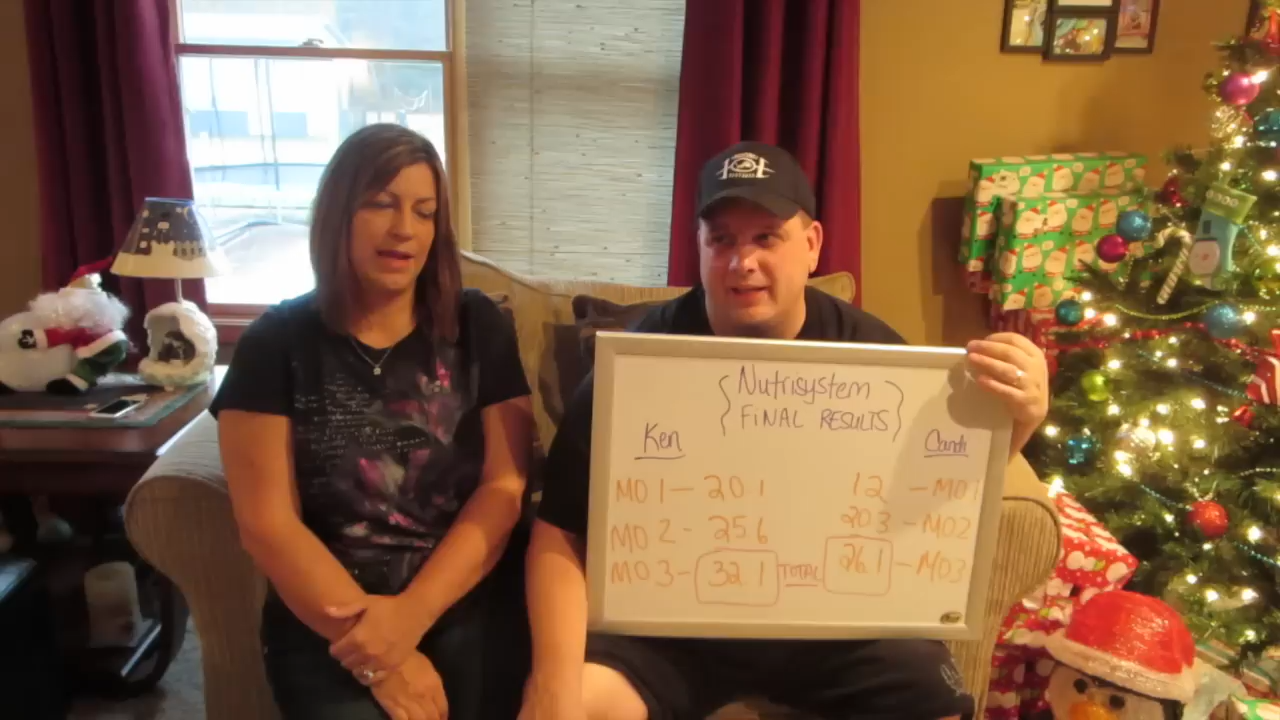 Nutrisystem
FiNAL RESULTS
Ken
Candi
MO 1 – 20.1
12 – MO1
MO 2 - 25.6
20.3 – MO2
MO 3 - 32.1 TOTAL 26.1 – MO3